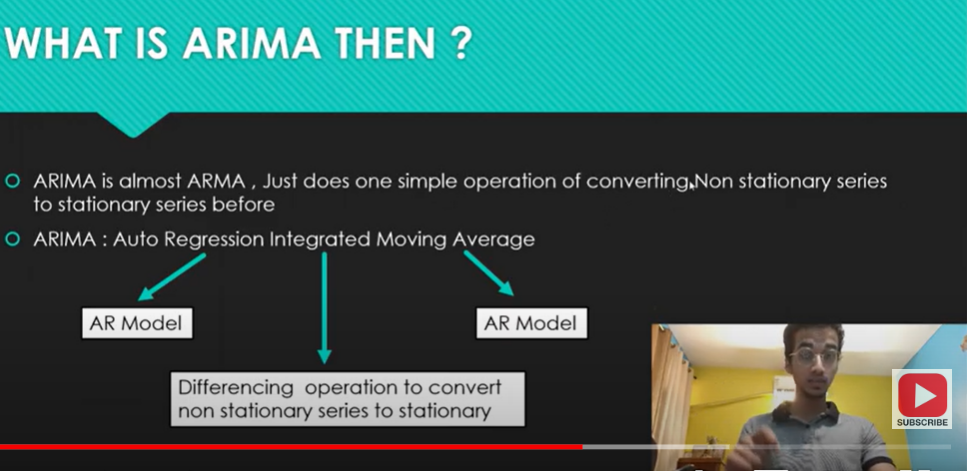 WHAT IS ARIMA THEN ?
ARIMA is almost ARMA , Just does one simple operation of converting Non stationary series
to stationary series before
ARIMA : Auto Regression Integrated Moving Average
AR Model
AR Model
Differencing operation to convert
non stationary series to stationary
SUBSCRIBE